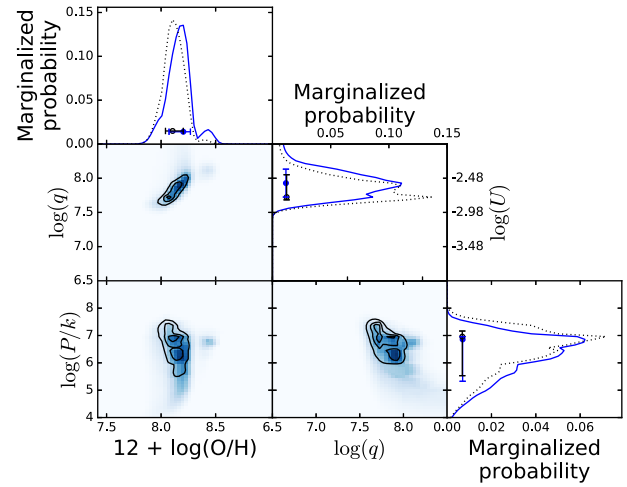 0.15
0.10
0.05
0.00
Marginalized
probability
Marginalized
probability
0.05 0.10 0.15
8.0
7.5
7.0
6.5
log(q)
-2.48
-2.98
-3.48
log(U)
8
7
6
5
4
log(P/k)
7.5 8.0 8.5 6.5 7.0 7.5 8.0 0.00 0.02 0.04 0.06
12 + log(O/H)
log(q)
Marginalized
probability